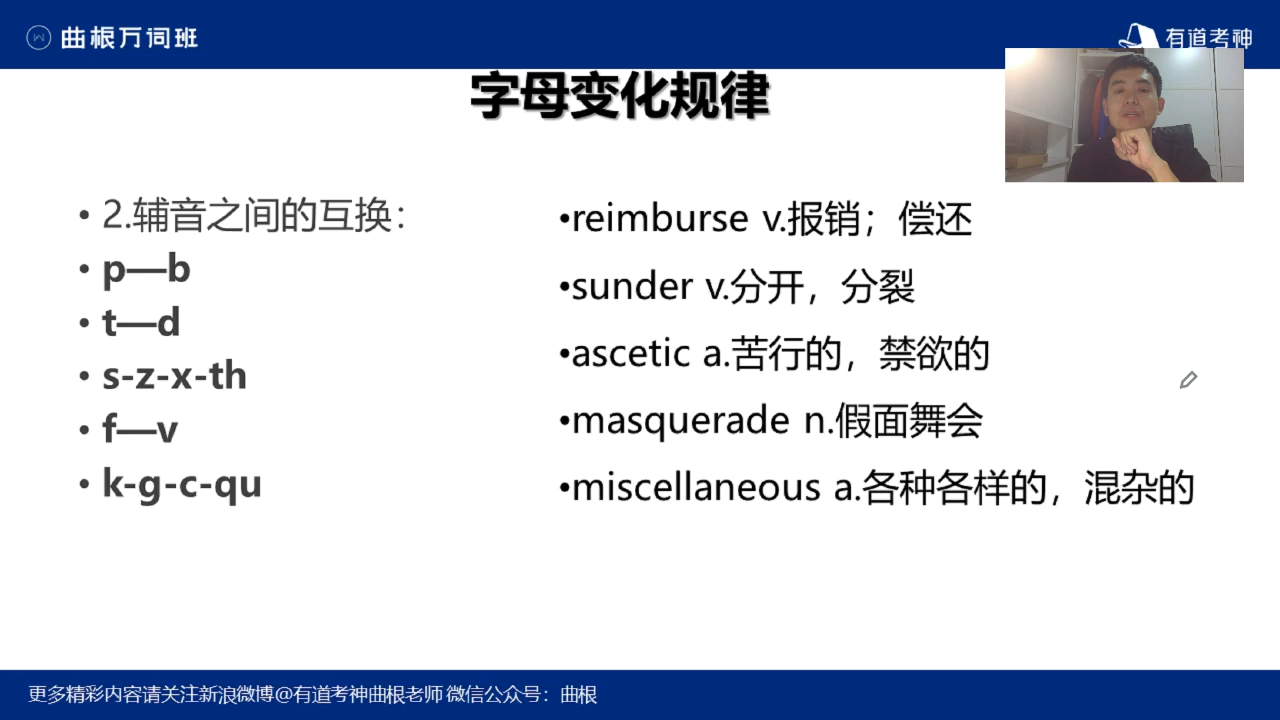 曲根万词班
有道考神
字母变化规律
• 2.辅音之间的互换：
• p—b
• t—d
• s-z-x-th
• f—v
• k-g-c-qu
•reimburse v.报销；偿还
•sunder v.分开，分裂
•ascetic a.苦行的，禁欲的
•masquerade n.假面舞会
•miscellaneous a.各种各样的，混杂的
更多精彩内容请关注新浪微博@有道考神曲根老师 微信公众号：曲根